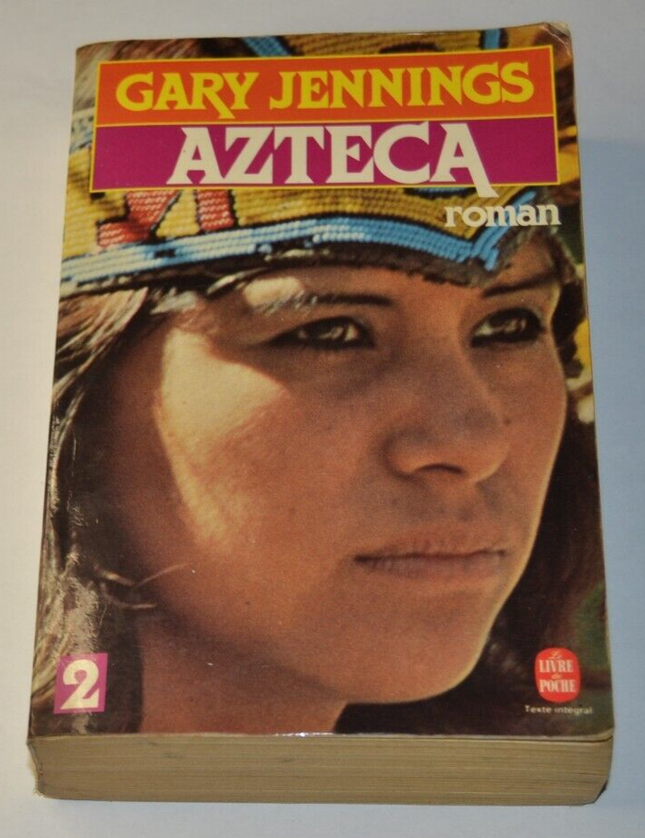 GARY JENNINGS
AZTECA
roman
2
Le
LIVRE
de
POCHE
Texte intégral